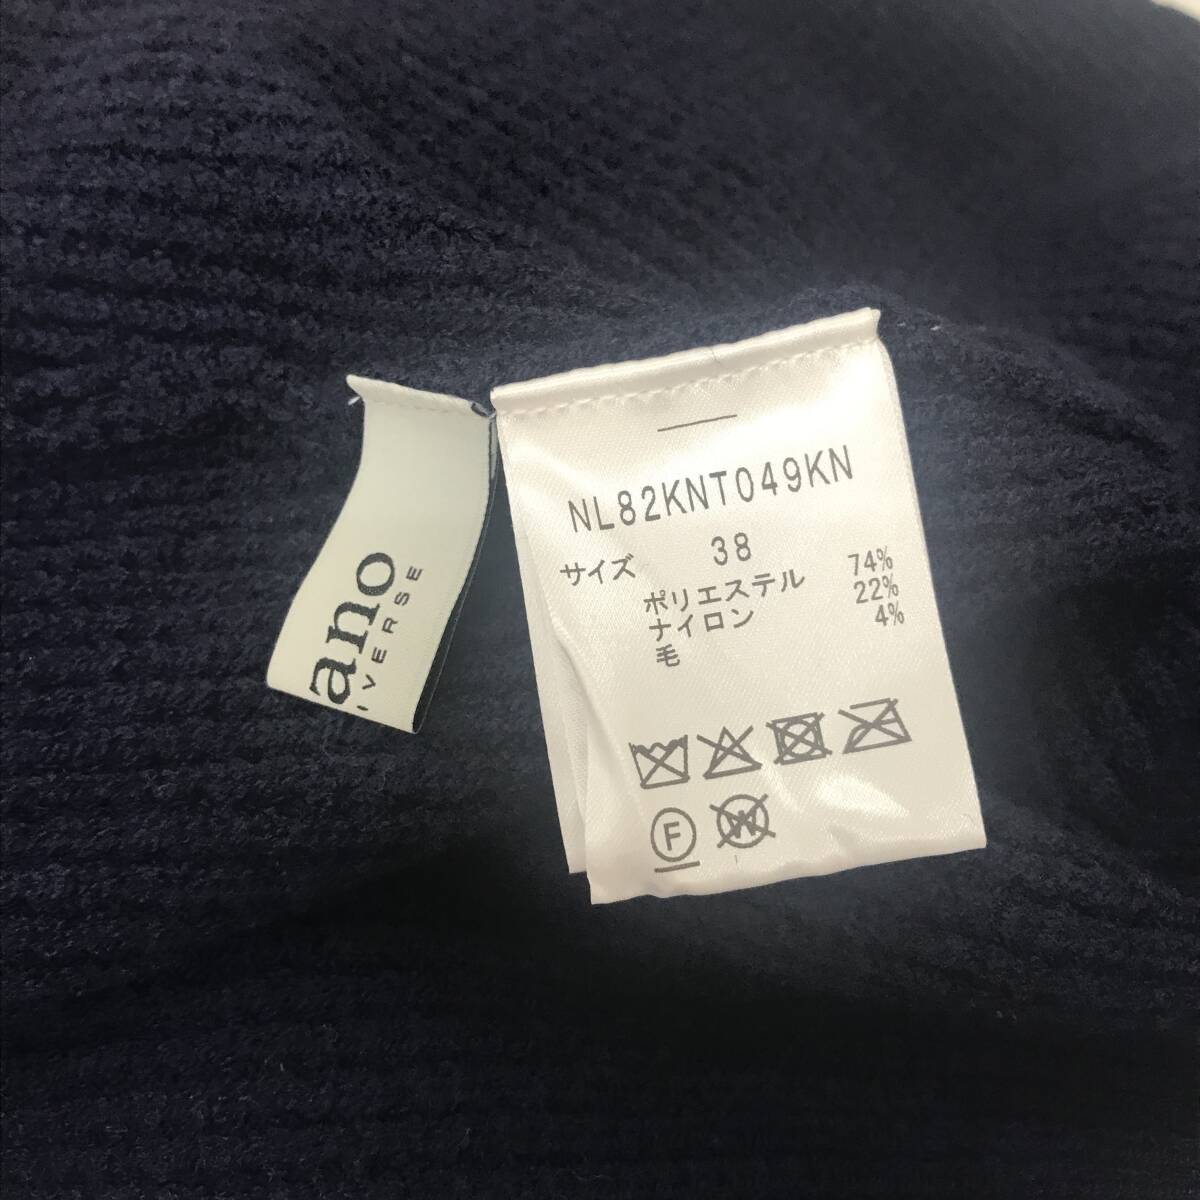 ano
IVERSE
NL82KNT049KN
サイズ 38
ポリエステル 74%
ナイロン 22%
毛 4%
F
W